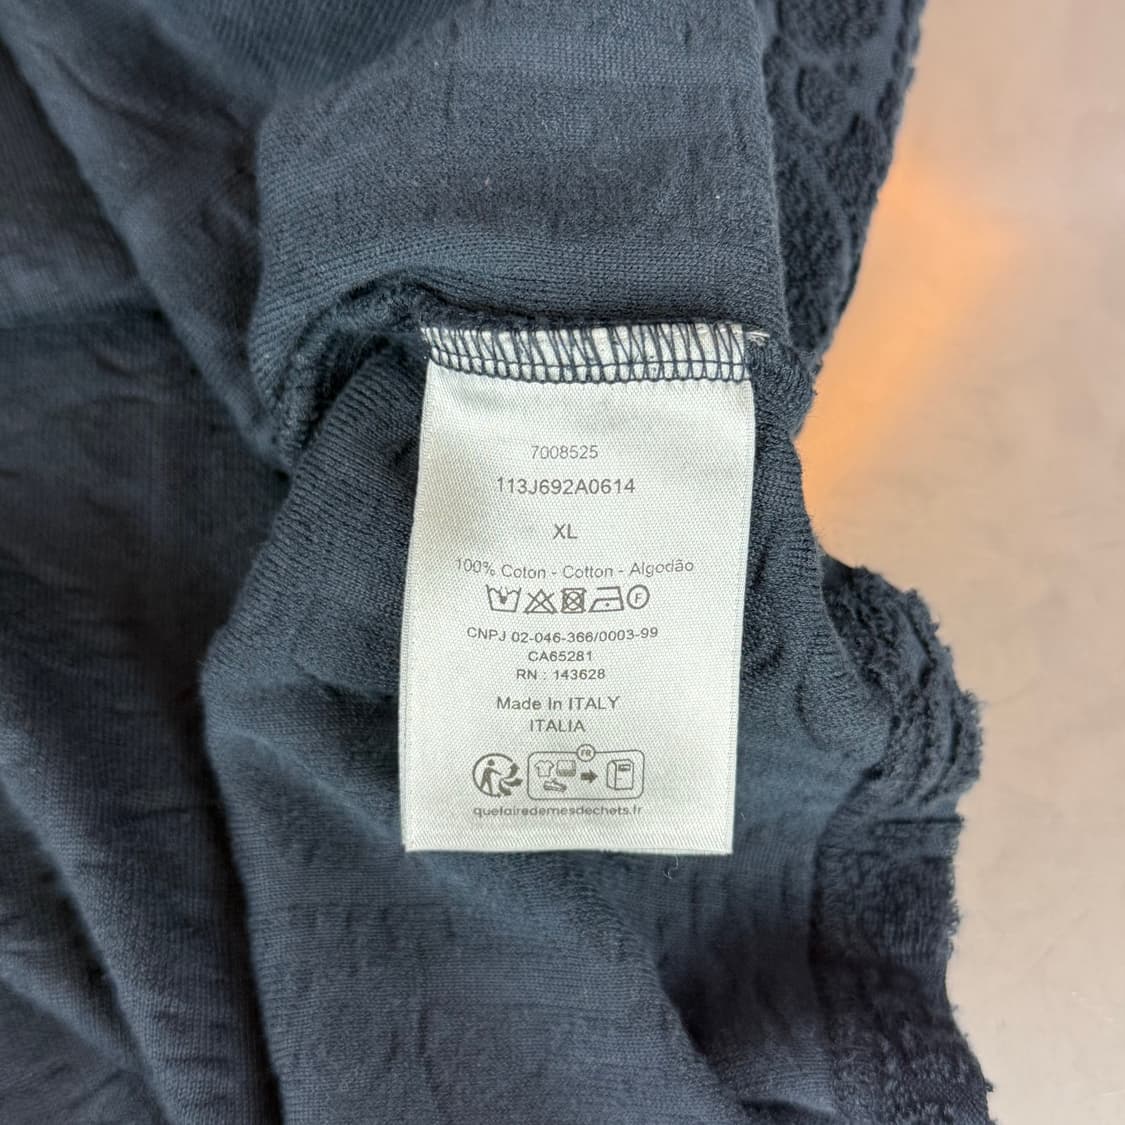 7008525
113J692A0614
XL
100% Coton - Cotton - Algodão
F
CNPJ 02-046-366/0003-99
CA65281
RN : 143628
Made In ITALY
ITALIA
FR
quefairedemesdechets.fr